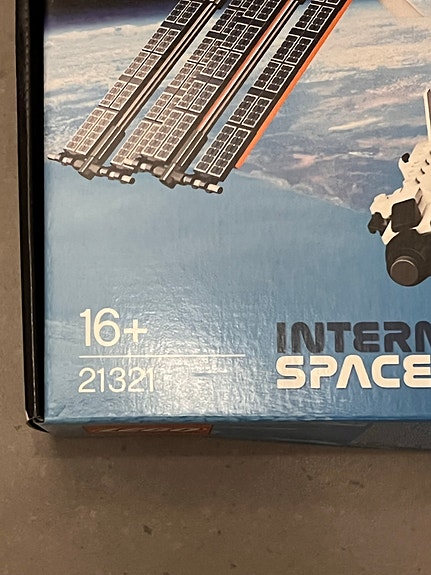 16+
21321
INTERN
SPACE